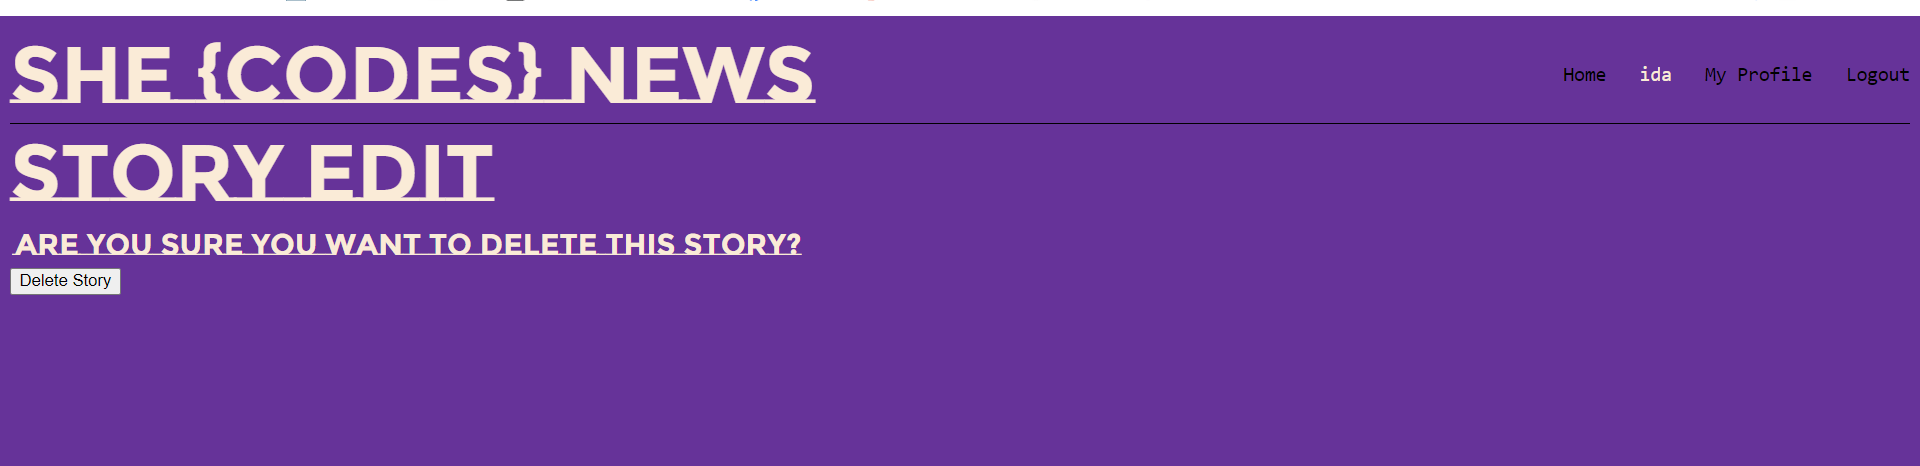 SHE {CODES} NEWS
Home ida My Profile Logout
STORY EDIT
ARE YOU SURE YOU WANT TO DELETE THIS STORY?
Delete Story